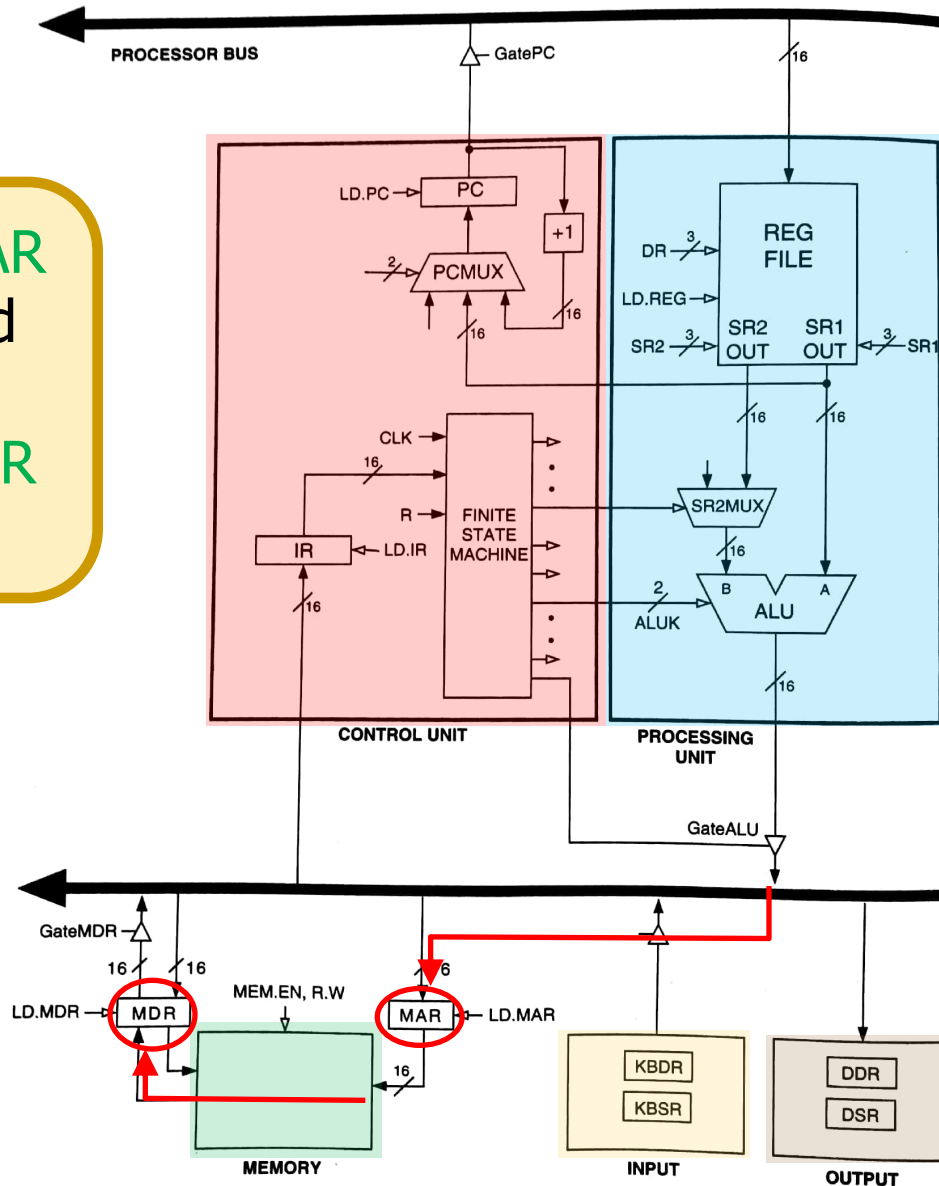 PROCESSOR BUS
GatePC
16
AR
d
R
LD.PC
PC
+1
2
PCMUX
16
16
REG
FILE
DR
3
LD.REG
SR2
3
SR2
OUT
SR1
OUT
3
SR1
16
16
CLK
16
R
FINITE
STATE
MACHINE
IR
LD.IR
16
SR2MUX
16
B
A
ALU
2
ALUK
16
CONTROL UNIT
PROCESSING
UNIT
GateALU
GateMDR
16
16
6
LD.MDR
MDR
MEM.EN, R.W
MAR
LD.MAR
16
KBDR
KBSR
DDR
DSR
MEMORY
INPUT
OUTPUT